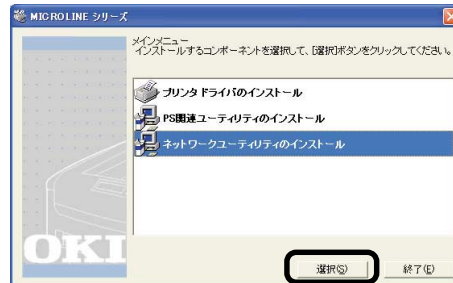 MICROLINE シリーズ
メインメニュー
インストールするコンポーネントを選択して、[選択]ボタンをクリックしてください。
プリンタドライバのインストール
PS関連ユーティリティのインストール
ネットワークユーティリティのインストール
OKI
選択(S)
終了(E)